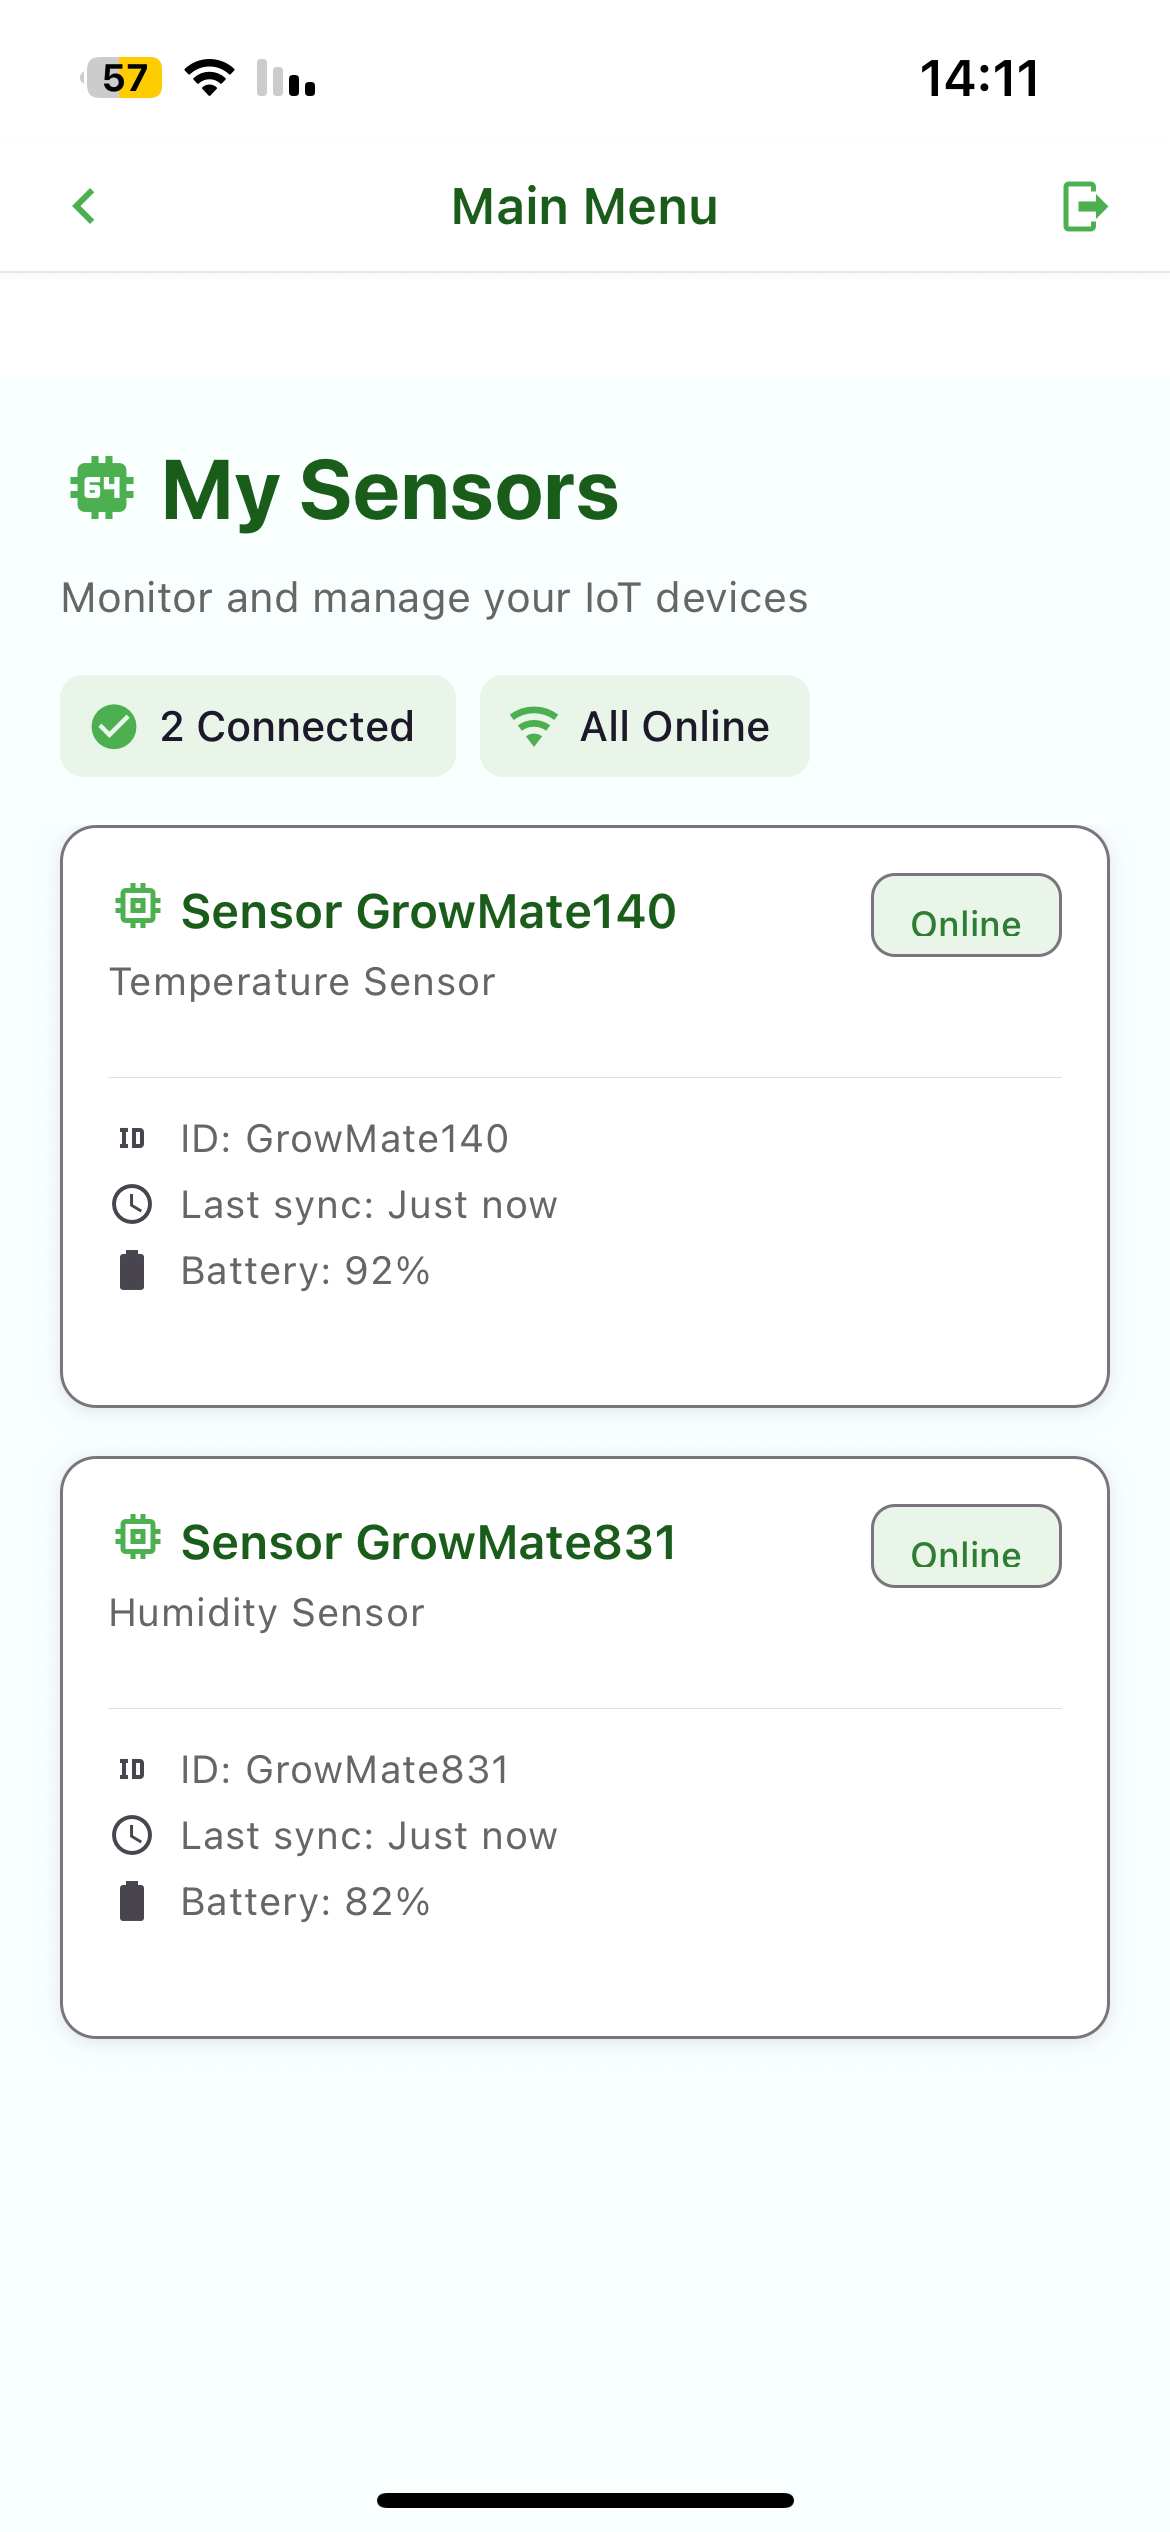 57
14:11
Main Menu
64 My Sensors
Monitor and manage your IoT devices
2 Connected
All Online
Sensor GrowMate140
Online
Temperature Sensor
ID ID: GrowMate140
Last sync: Just now
Battery: 92%
Sensor GrowMate831
Online
Humidity Sensor
ID ID: GrowMate831
Last sync: Just now
Battery: 82%